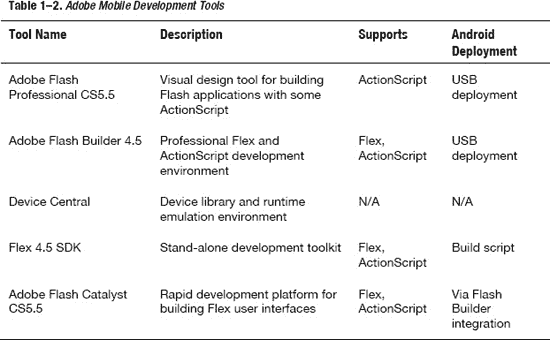 Table 1–2. Adobe Mobile Development Tools
Tool Name Description Supports Android Deployment
Adobe Flash Professional CS5.5 Visual design tool for building Flash applications with some ActionScript ActionScript USB deployment
Adobe Flash Builder 4.5 Professional Flex and ActionScript development environment Flex, ActionScript USB deployment
Device Central Device library and runtime emulation environment N/A N/A
Flex 4.5 SDK Stand-alone development toolkit Flex, ActionScript Build script
Adobe Flash Catalyst CS5.5 Rapid development platform for building Flex user interfaces Flex, ActionScript Via Flash Builder integration